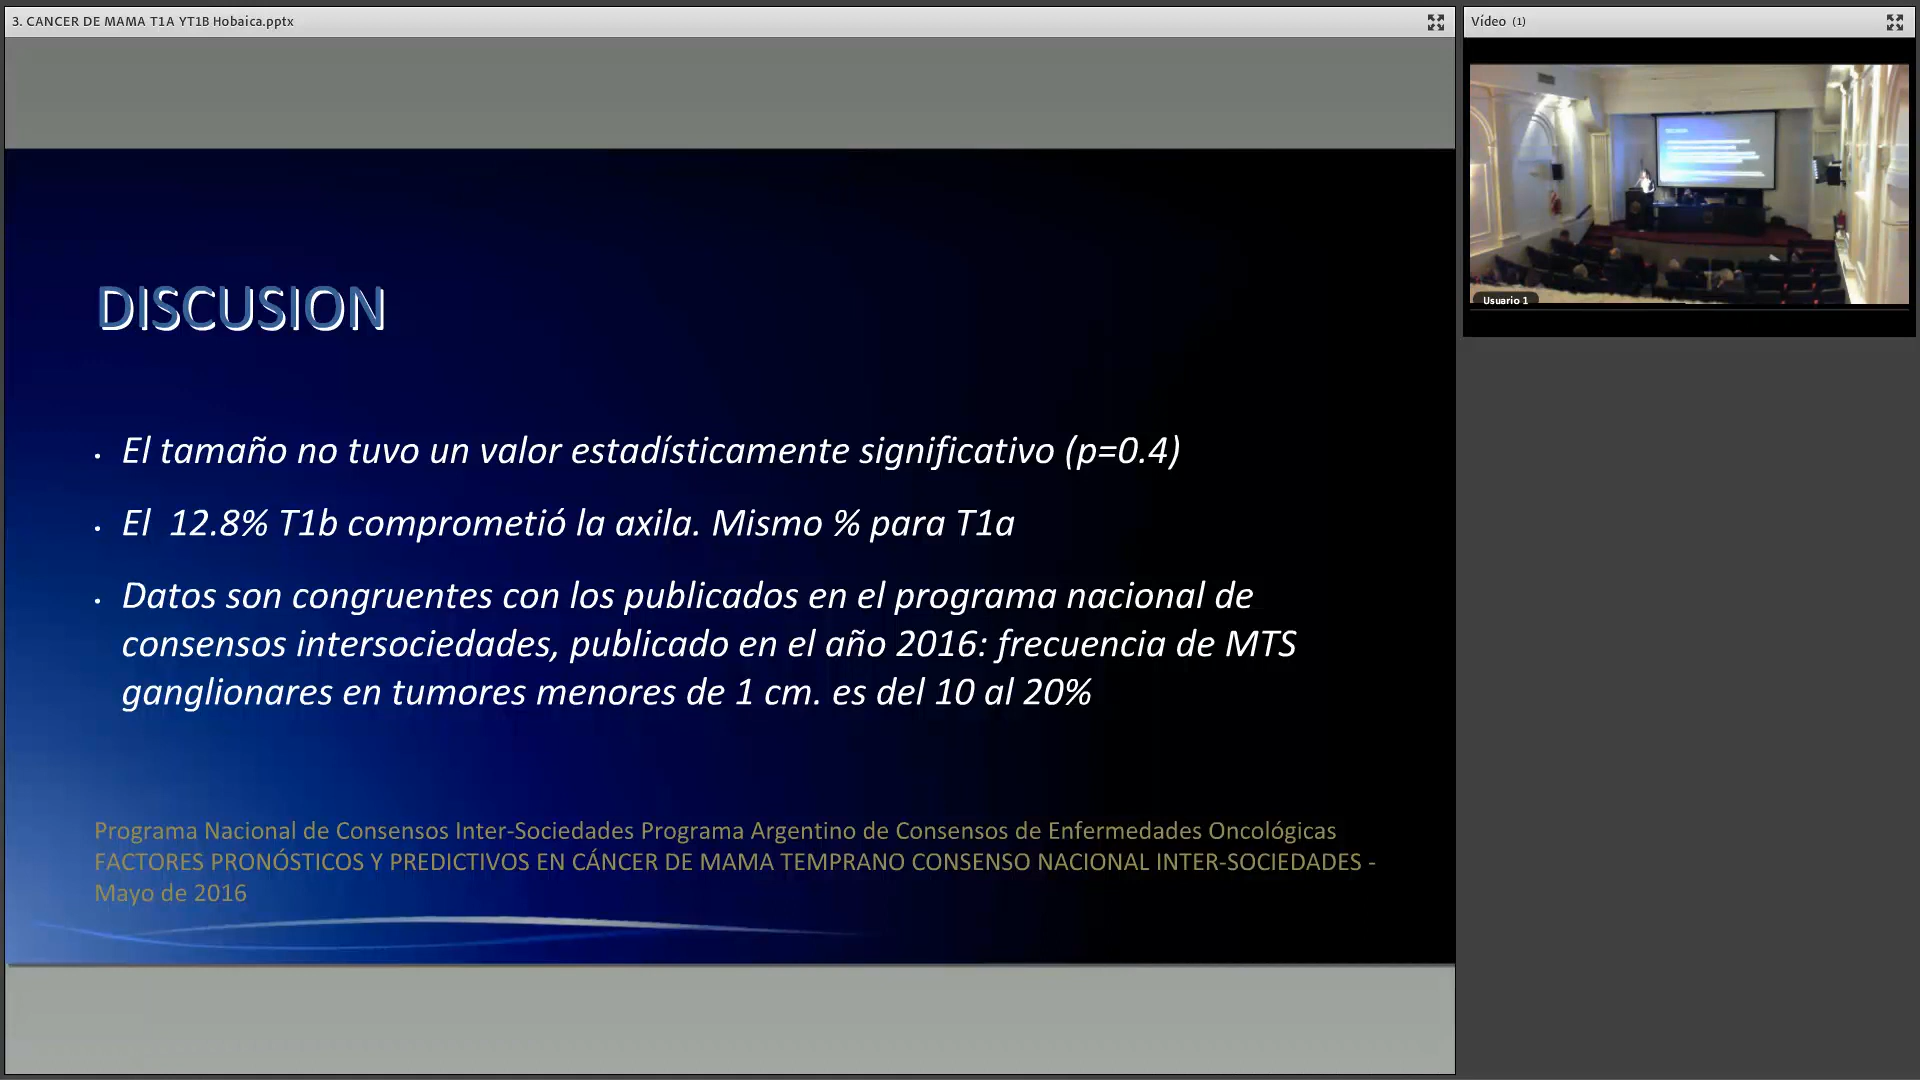 3. CANCER DE MAMA T1A YT1B Hobaica.pptx
DISCUSION
• El tamaño no tuvo un valor estadísticamente significativo (p=0.4)
• El 12.8% T1b comprometió la axila. Mismo % para T1a
• Datos son congruentes con los publicados en el programa nacional de
consensos intersociedades, publicado en el año 2016: frecuencia de MTS
ganglionares en tumores menores de 1 cm. es del 10 al 20%
Programa Nacional de Consensos Inter-Sociedades Programa Argentino de Consensos de Enfermedades Oncológicas
FACTORES PRONÓSTICOS Y PREDICTIVOS EN CÁNCER DE MAMA TEMPRANO CONSENSO NACIONAL INTER-SOCIEDADES -
Mayo de 2016
Vídeo (1)
Usuario 1